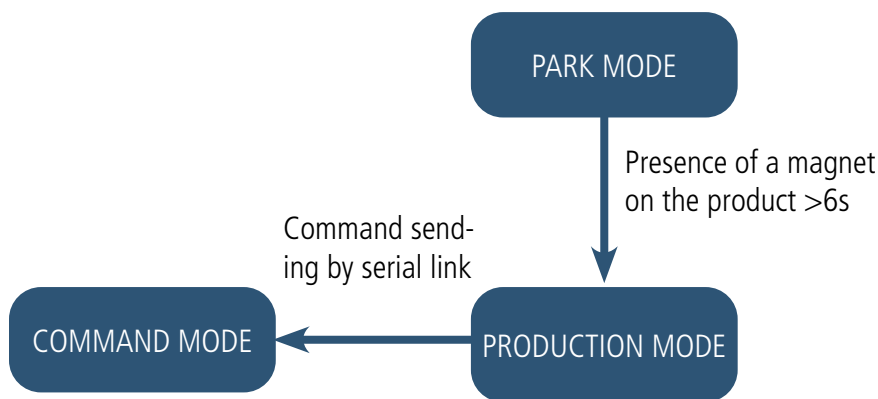 PARK MODE
Presence of a magnet
on the product >6s
Command send-
ing by serial link
COMMAND MODE
PRODUCTION MODE